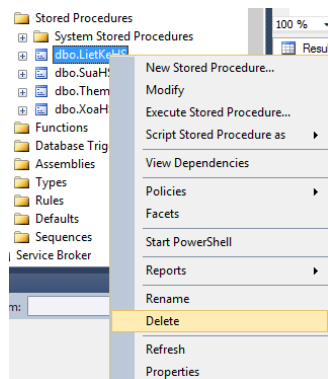 Stored Procedures
System Stored Procedures
dbo.LietKeHS
dbo.SuaH
dbo.Them
dbo.XoaH
Functions
Database Trig
Assemblies
Types
Rules
Defaults
Sequences
Service Broker
m:
100 %
Resu
New Stored Procedure...
Modify
Execute Stored Procedure...
Script Stored Procedure as
View Dependencies
Policies
Facets
Start PowerShell
Reports
Rename
Delete
Refresh
Properties